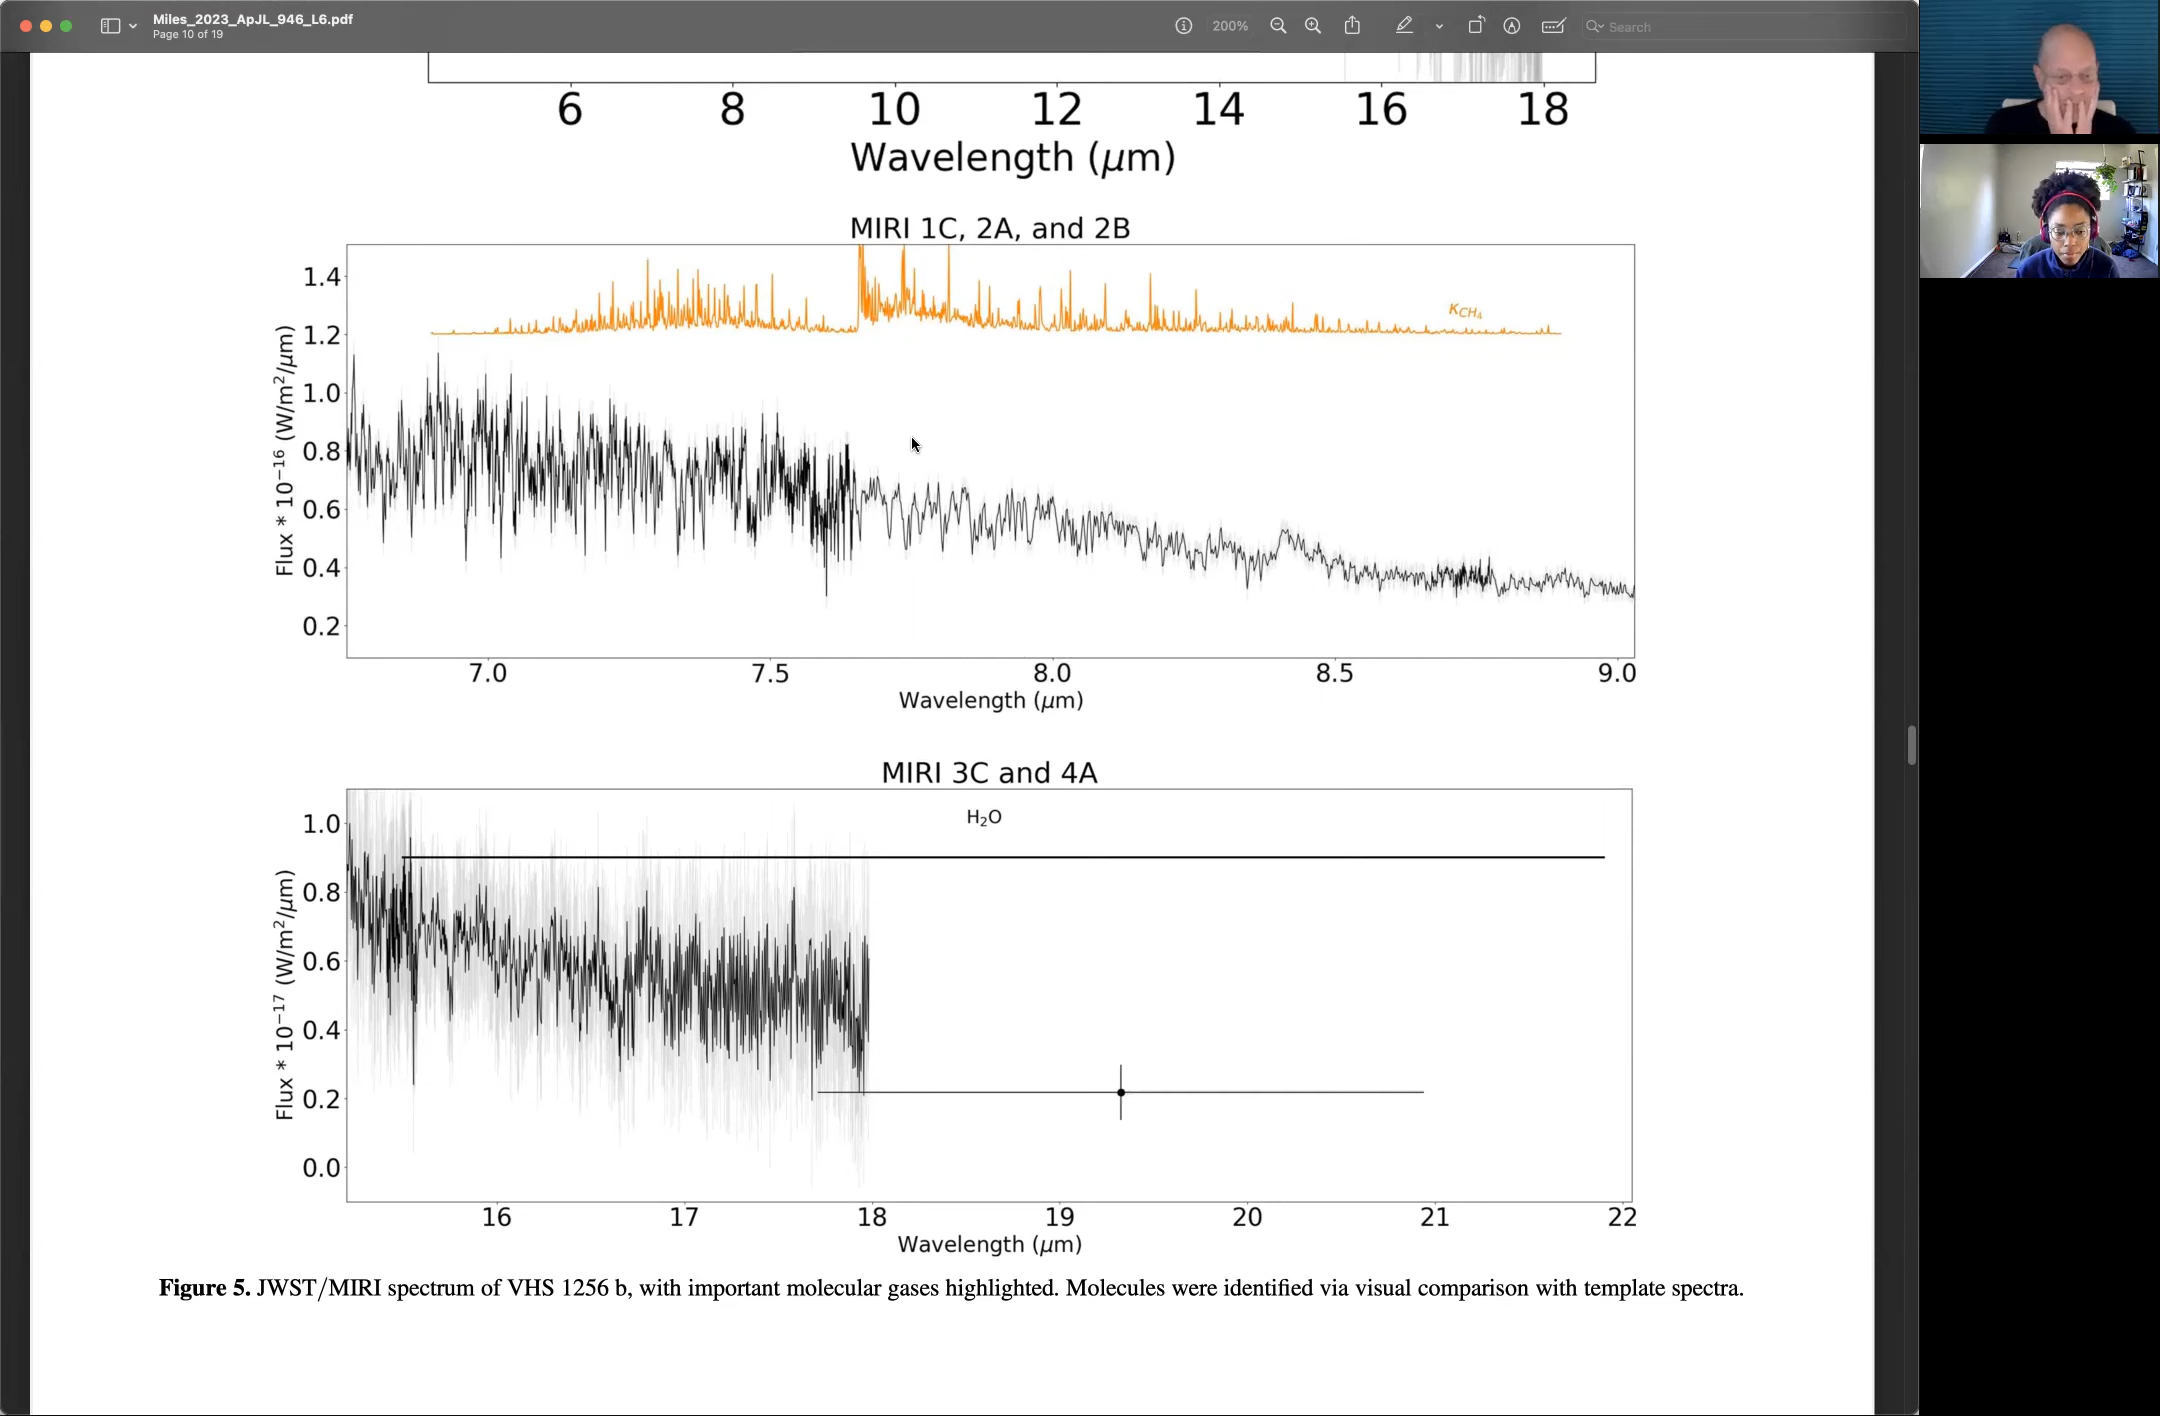 Miles_2023_ApJL_946_L6.pdf
Page 10 of 19
200%
Search
6 8 10 12 14 16 18
Wavelength (μm)
MIRI 1C, 2A, and 2B
Flux * 10⁻¹⁶ (W/m²/μm)
1.4
1.2
1.0
0.8
0.6
0.4
0.2
κCH₄
7.0 7.5 8.0 8.5 9.0
Wavelength (μm)
MIRI 3C and 4A
Flux * 10⁻¹⁷ (W/m²/μm)
1.0
0.8
0.6
0.4
0.2
0.0
H₂O
16 17 18 19 20 21 22
Wavelength (μm)
Figure 5. JWST/MIRI spectrum of VHS 1256 b, with important molecular gases highlighted. Molecules were identified via visual comparison with template spectra.